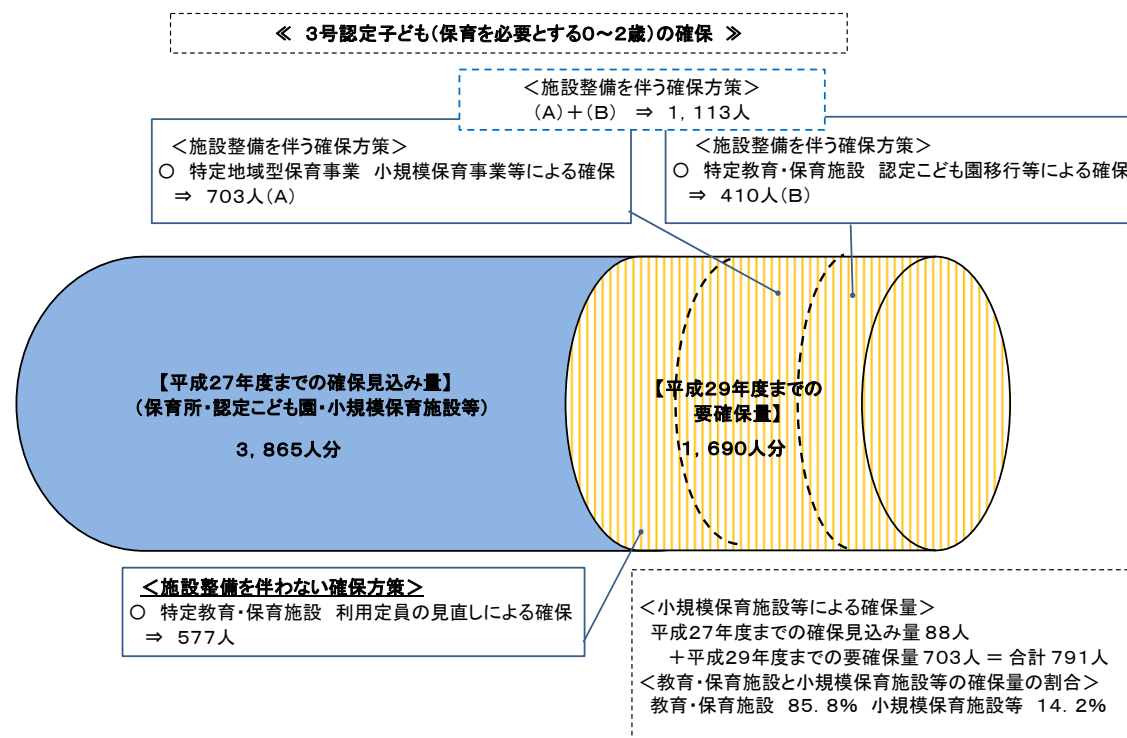 ≪ 3号認定子ども(保育を必要とする0～2歳)の確保 ≫
＜施設整備を伴う確保方策＞
(A)＋(B) ⇒ 1,113人
＜施設整備を伴う確保方策＞
○ 特定地域型保育事業 小規模保育事業等による確保
⇒ 703人(A)
＜施設整備を伴う確保方策＞
○ 特定教育・保育施設 認定こども園移行等による確保
⇒ 410人(B)
【平成27年度までの確保見込み量】
(保育所・認定こども園・小規模保育施設等)
3,865人分
【平成29年度までの
要確保量】
1,690人分
＜施設整備を伴わない確保方策＞
○ 特定教育・保育施設 利用定員の見直しによる確保
⇒ 577人
＜小規模保育施設等による確保量＞
平成27年度までの確保見込み量 88人
＋平成29年度までの要確保量 703人 ＝ 合計 791人
＜教育・保育施設と小規模保育施設等の確保量の割合＞
教育・保育施設 85.8% 小規模保育施設等 14.2%